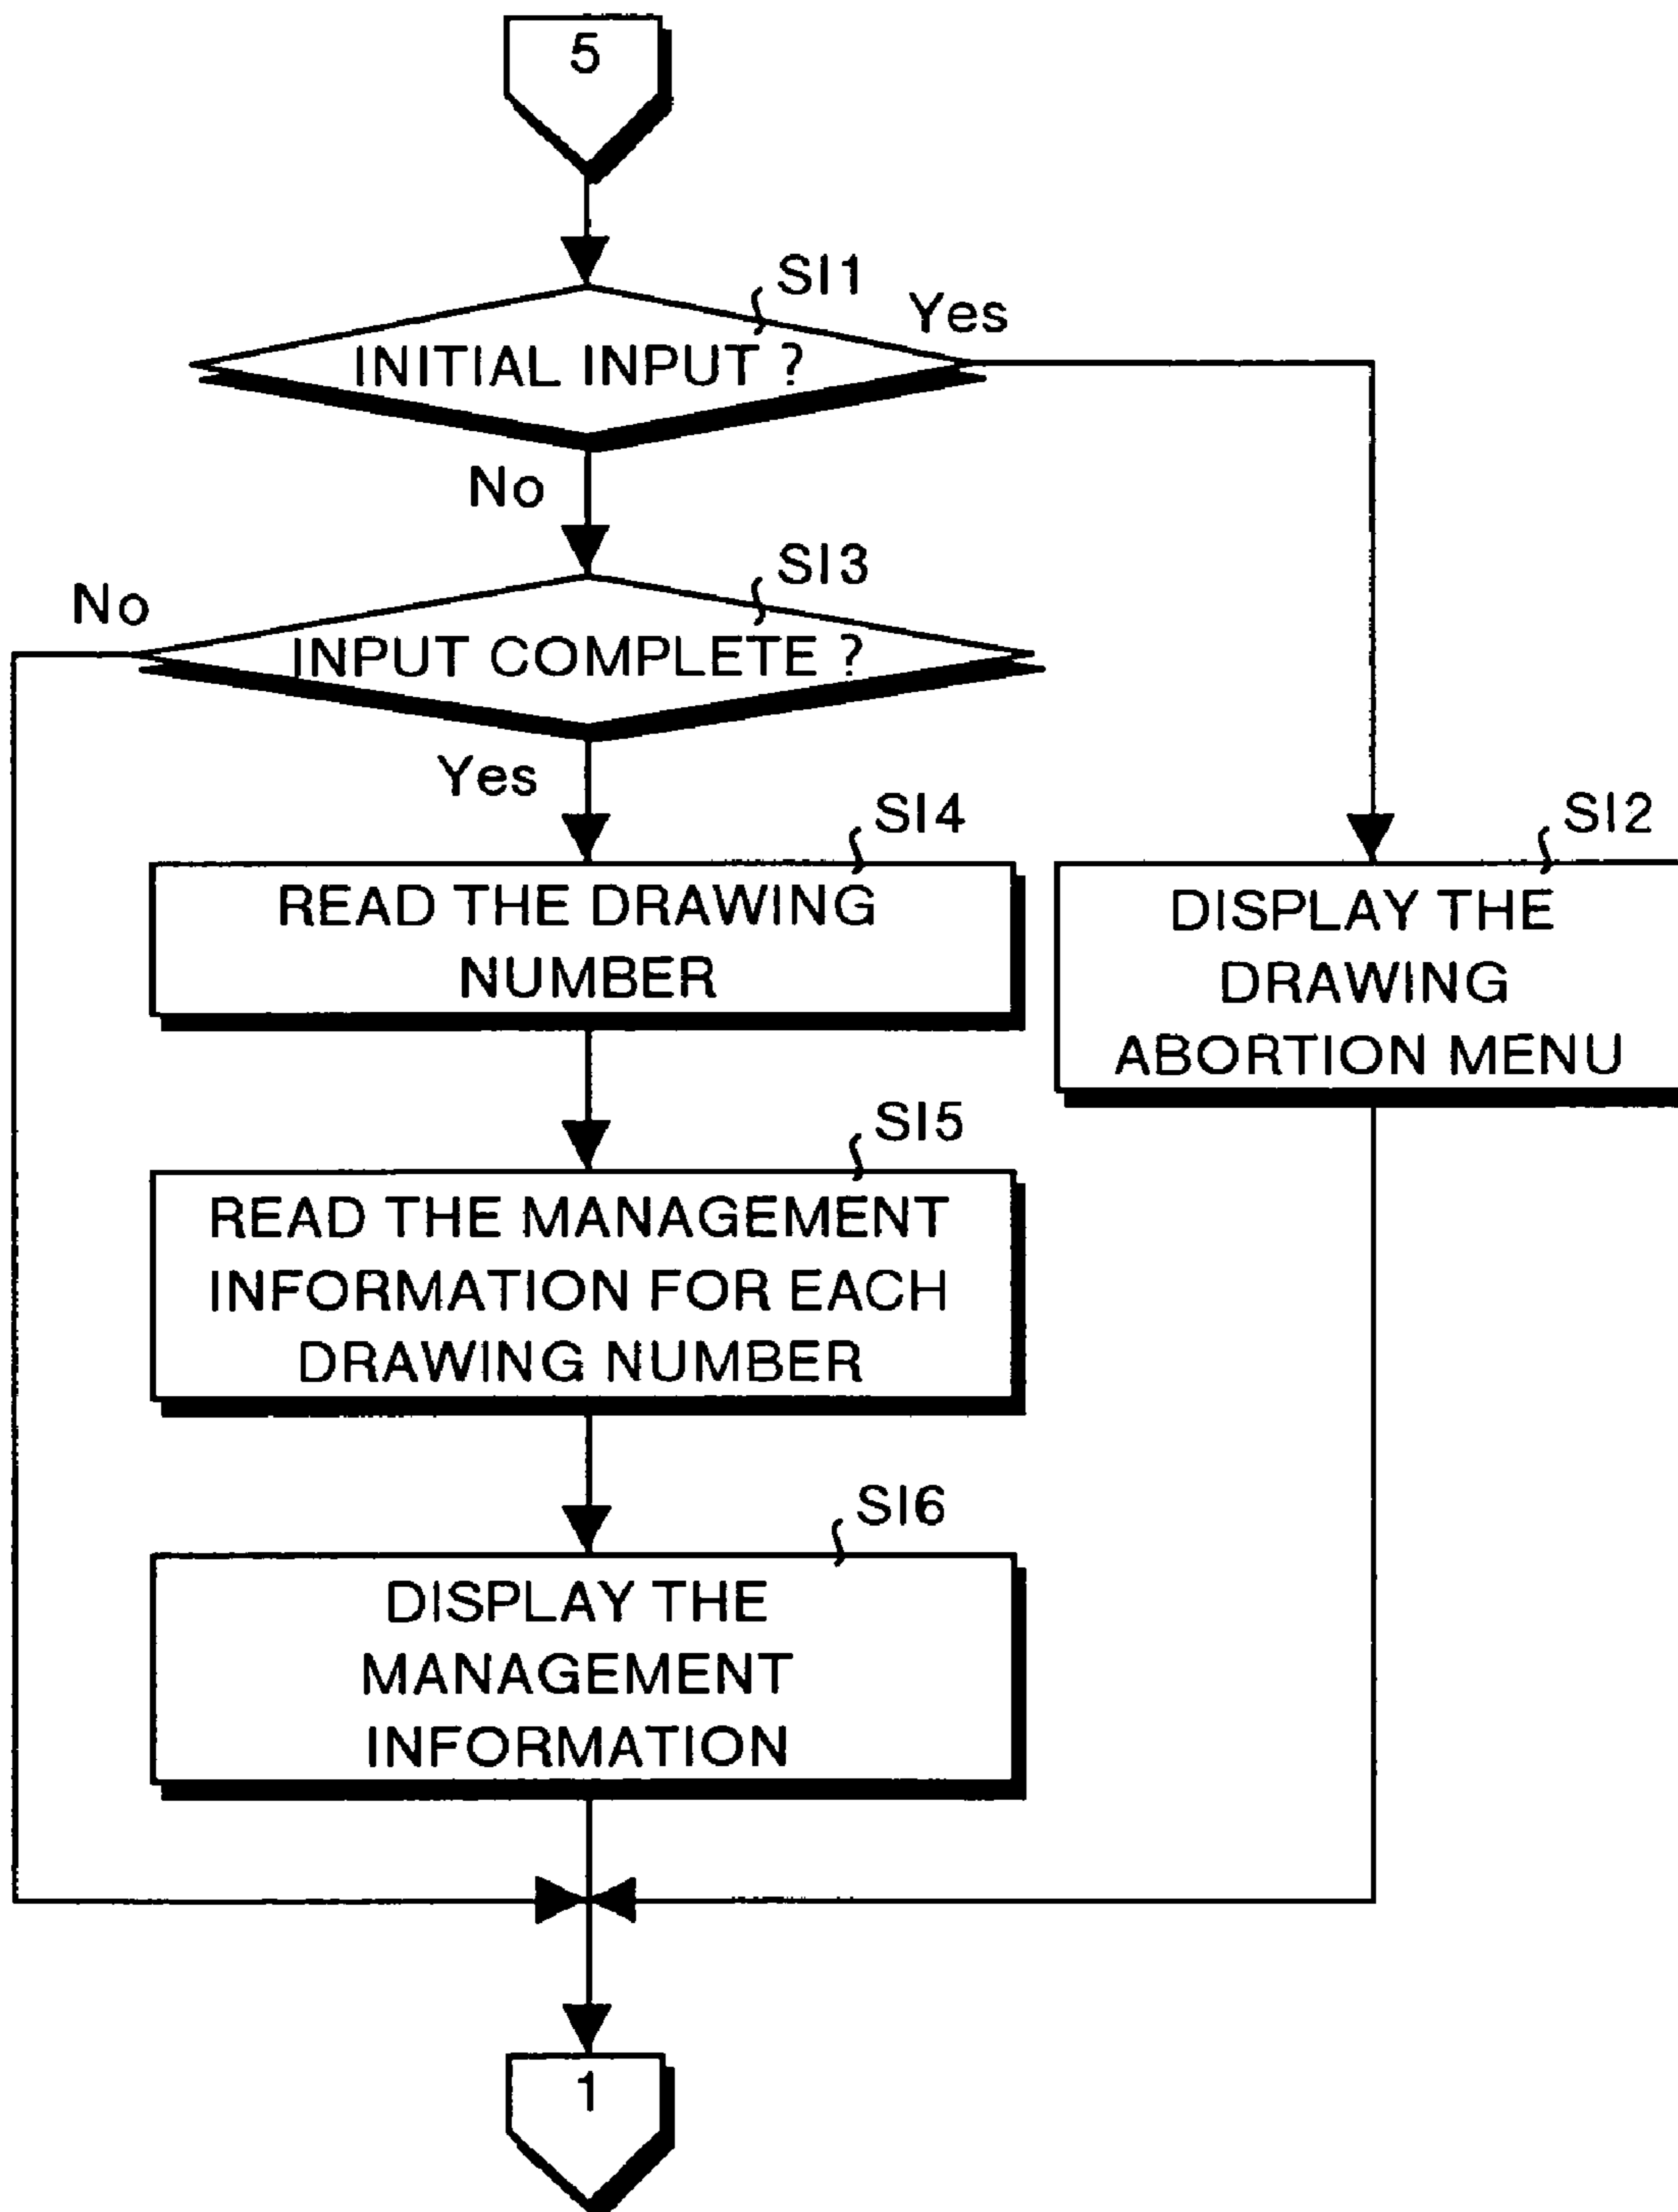 5
SI1
Yes
INITIAL INPUT ?
No
SI3
No
INPUT COMPLETE ?
Yes
SI4
READ THE DRAWING
NUMBER
SI2
DISPLAY THE
DRAWING
ABORTION MENU
SI5
READ THE MANAGEMENT
INFORMATION FOR EACH
DRAWING NUMBER
SI6
DISPLAY THE
MANAGEMENT
INFORMATION
1